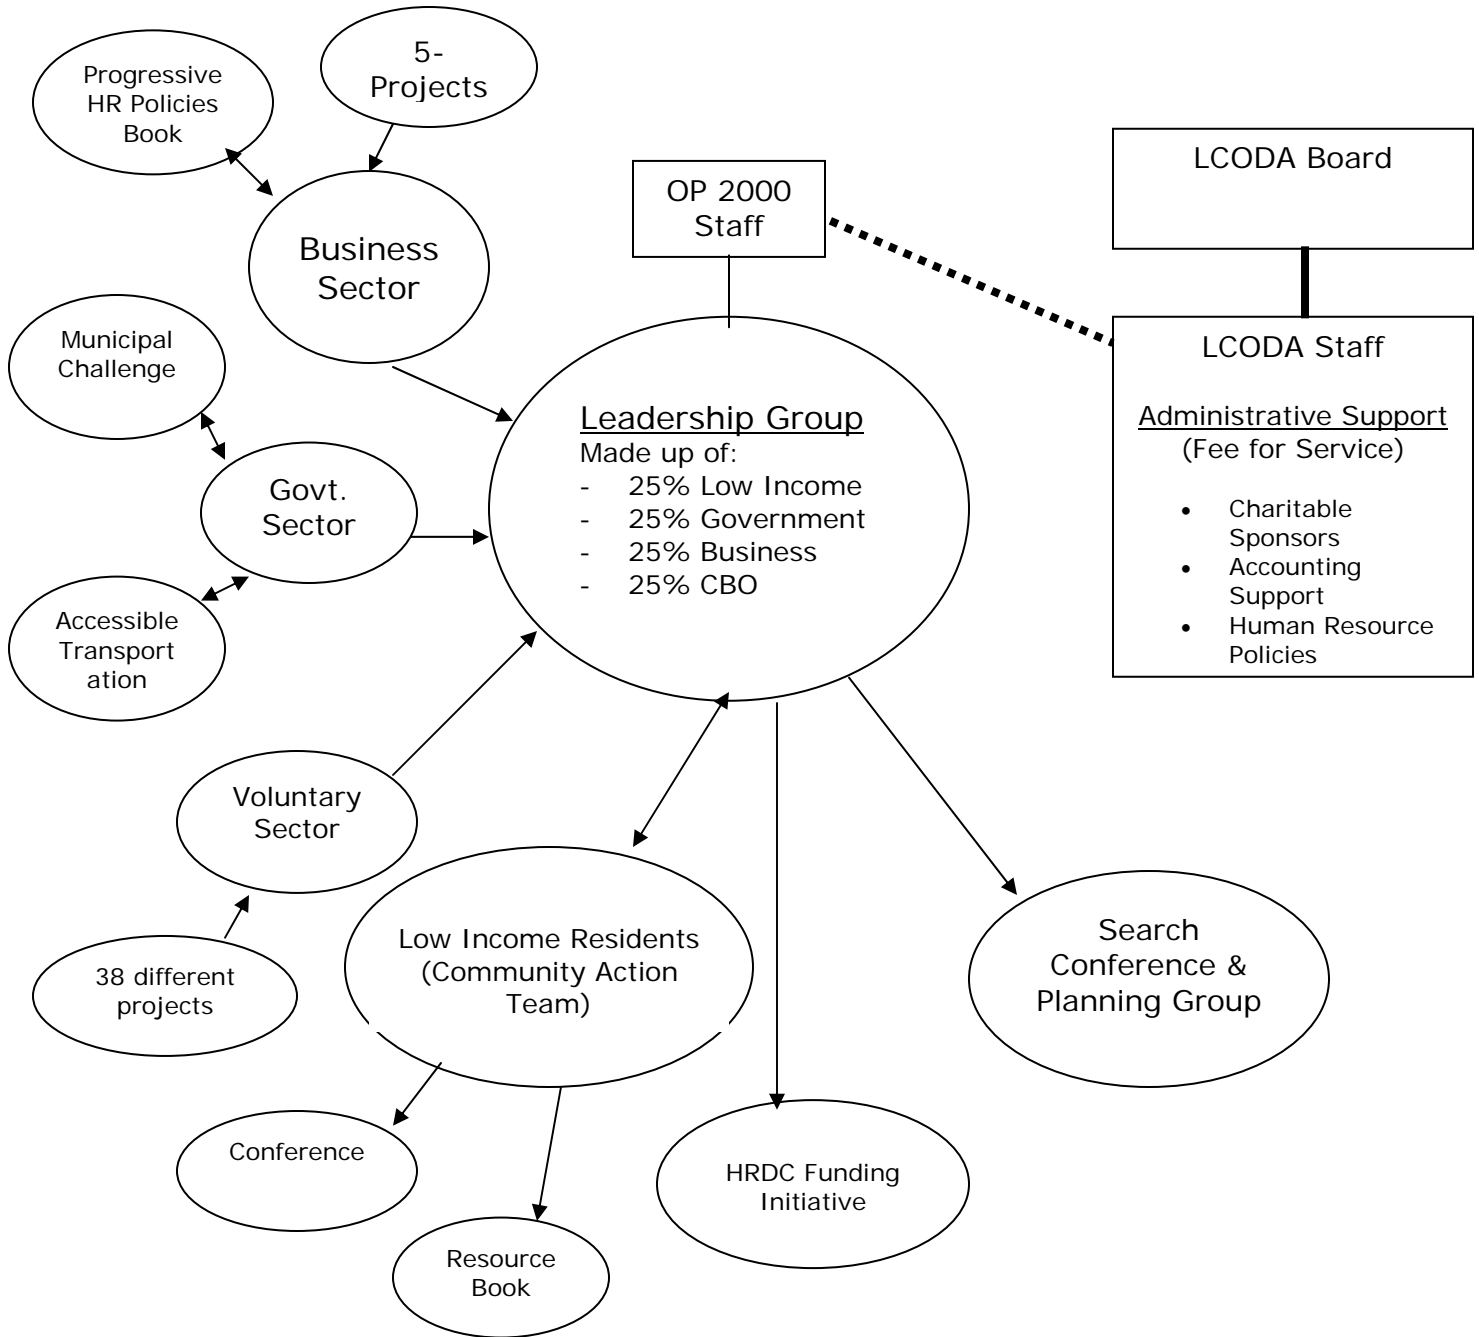 Progressive
HR Policies
Book
5-
Projects
LCODA Board
OP 2000
Staff
Business
Sector
Municipal
Challenge
LCODA Staff
Administrative Support
(Fee for Service)
• Charitable
Sponsors
• Accounting
Support
• Human Resource
Policies
Leadership Group
Made up of:
- 25% Low Income
- 25% Government
- 25% Business
- 25% CBO
Govt.
Sector
Accessible
Transport
ation
Voluntary
Sector
Low Income Residents
(Community Action
Team)
Search
Conference &
Planning Group
38 different
projects
Conference
HRDC Funding
Initiative
Resource
Book